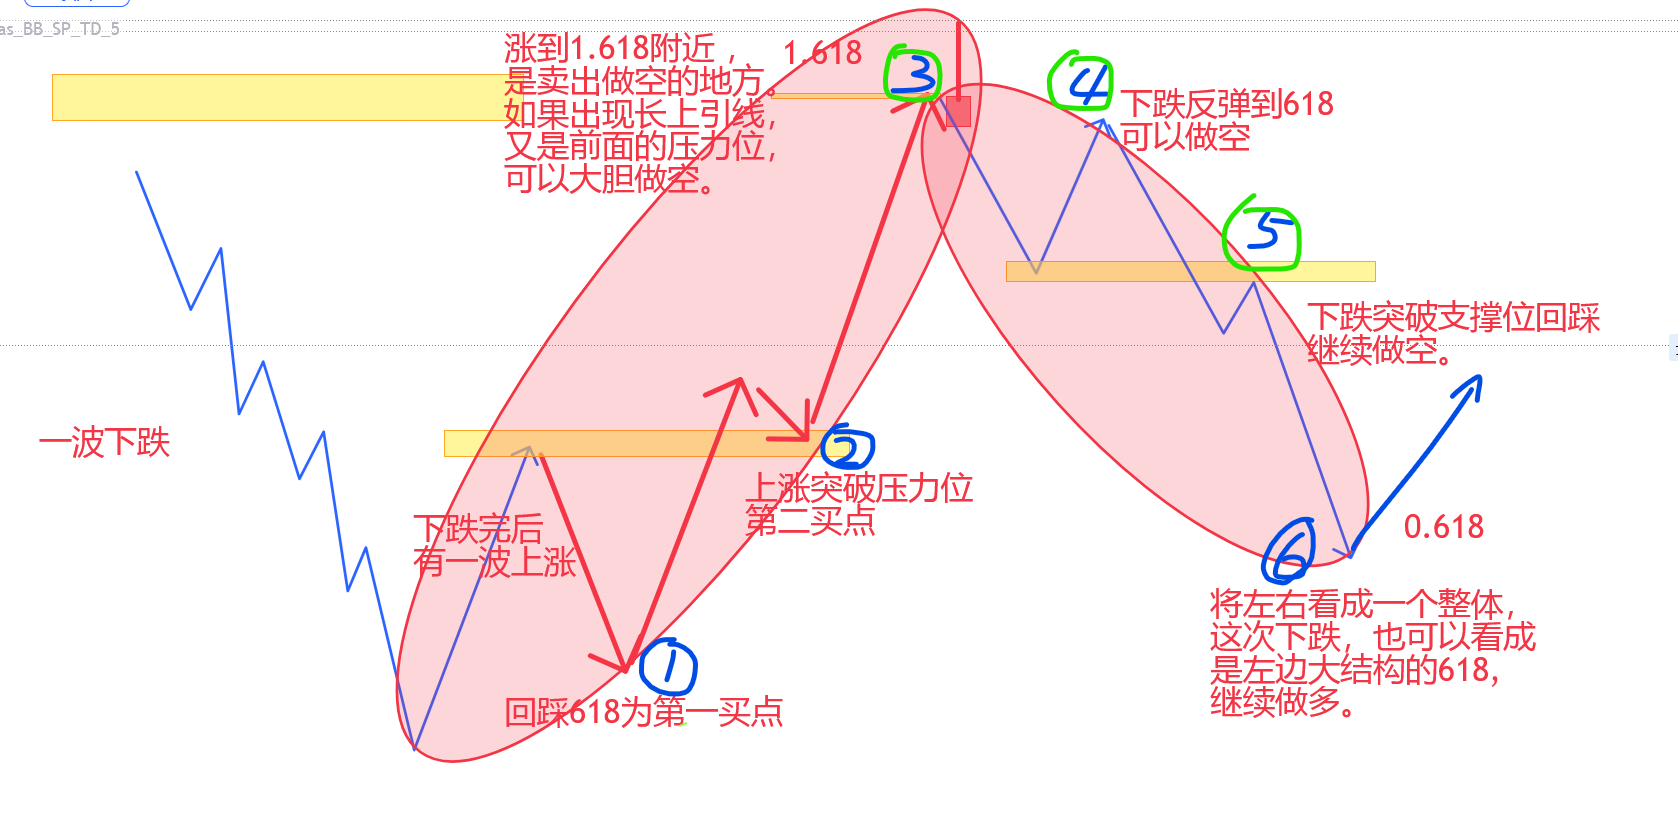 as_BB_SP_TD_5
涨到1.618附近，
是卖出做空的地方。
如果出现长上引线，
又是前面的压力位，
可以大胆做空。
1.618
3
4
下跌反弹到618
可以做空
5
下跌突破支撑位回踩
继续做空。
一波下跌
下跌完后
有一波上涨
2
上涨突破压力位
第二买点
1
回踩618为第一买点
0.618
6
将左右看成一个整体，
这次下跌，也可以看成
是左边大结构的618，
继续做多。